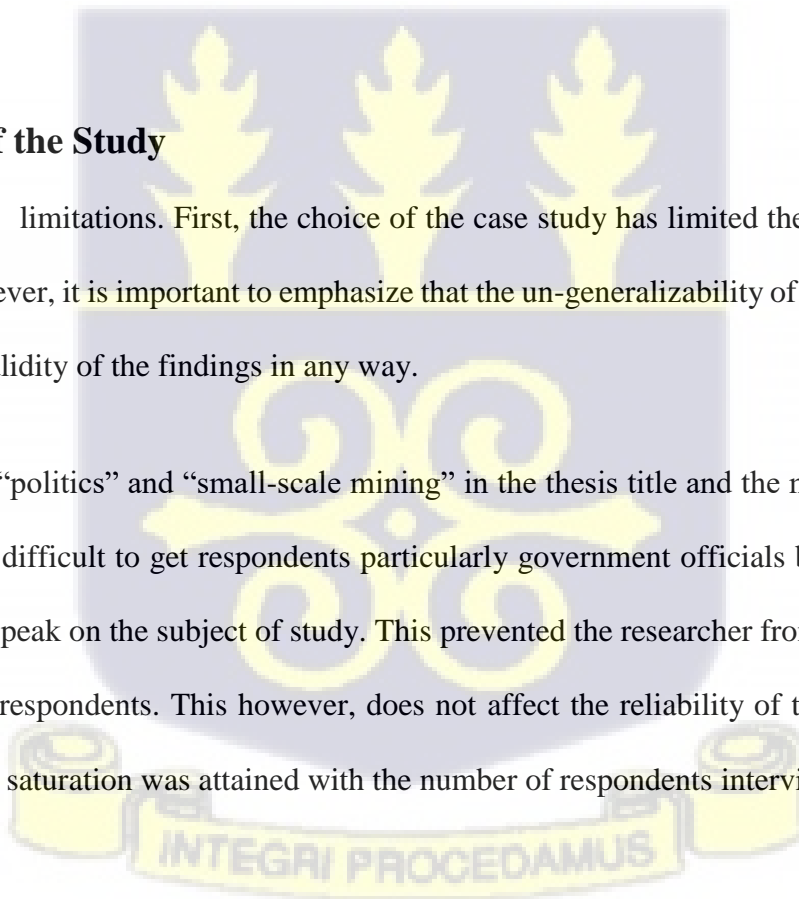 f the Study
limitations. First, the choice of the case study has limited the
ever, it is important to emphasize that the un-generalizability of
lidity of the findings in any way.
“politics” and “small-scale mining” in the thesis title and the n
difficult to get respondents particularly government officials b
peak on the subject of study. This prevented the researcher fro
respondents. This however, does not affect the reliability of t
saturation was attained with the number of respondents intervi
INTEGRI PROCEDAMUS